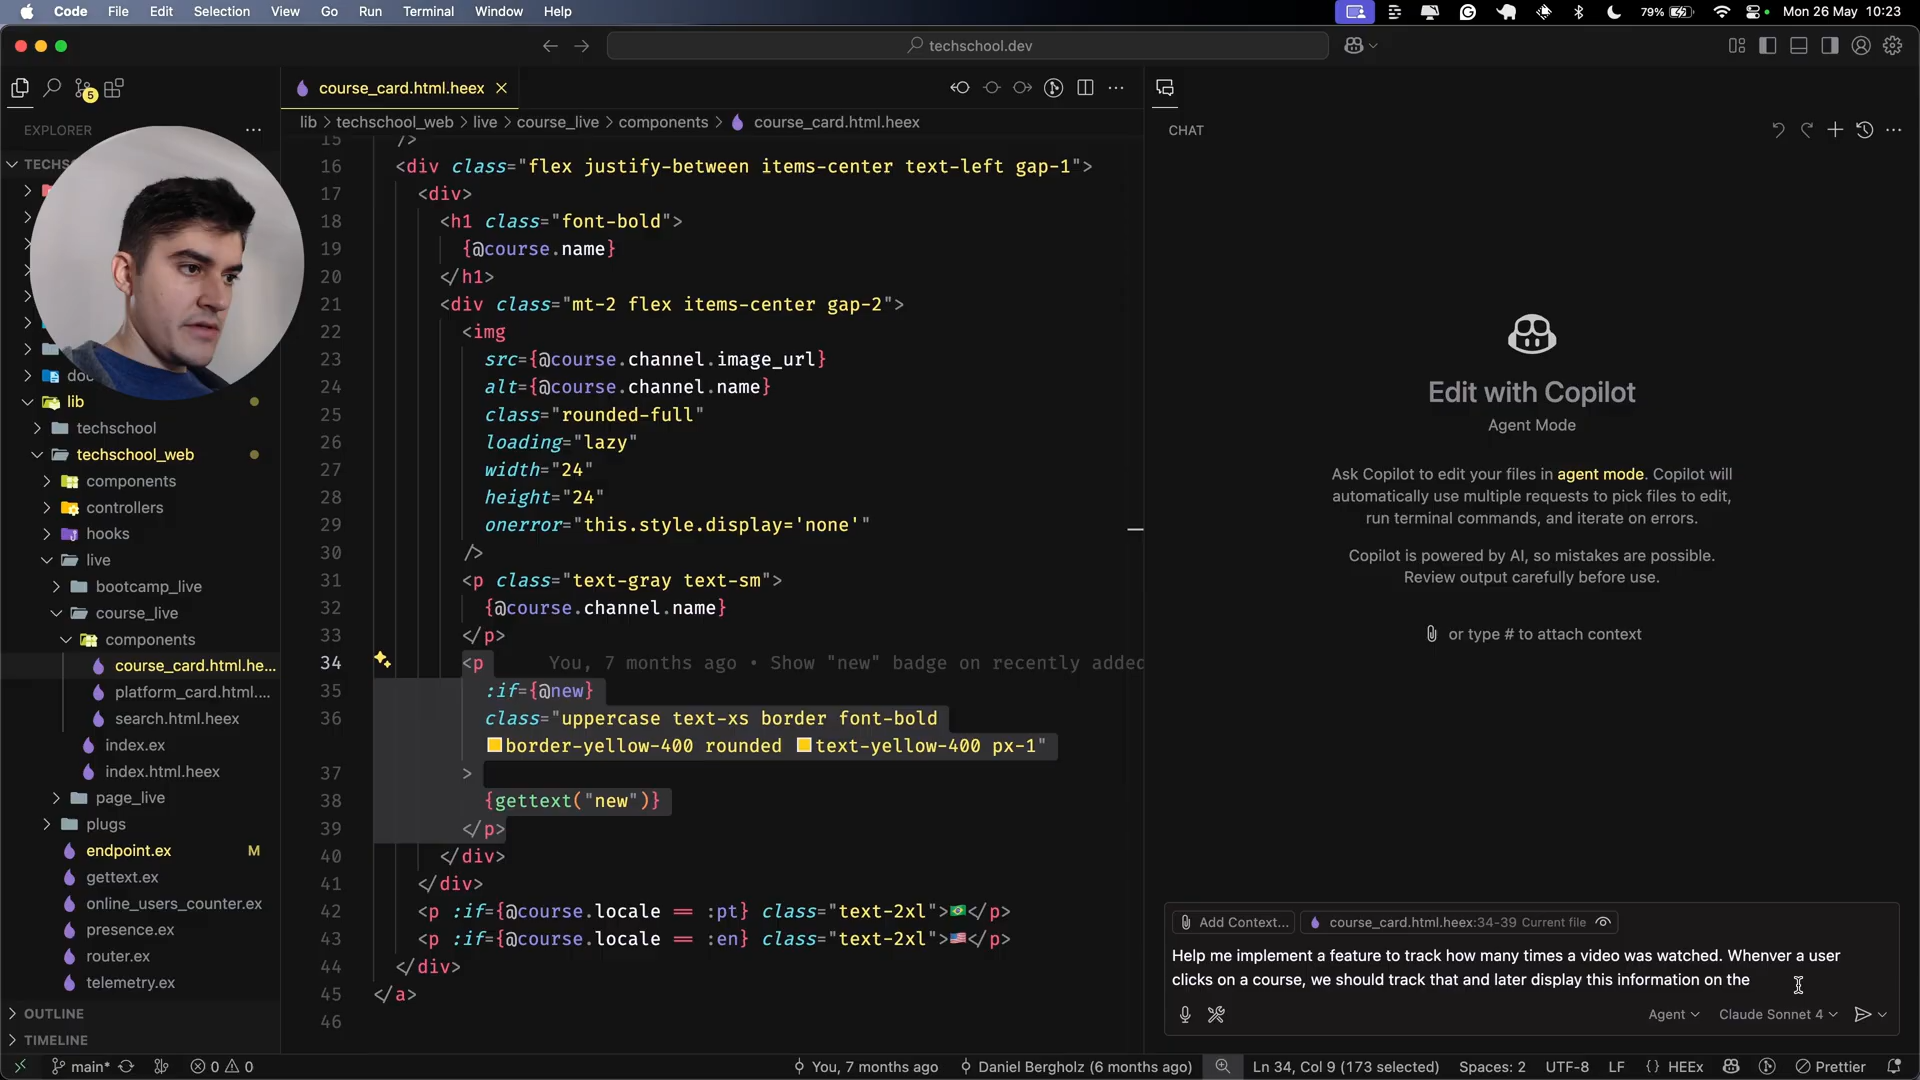 Code File Edit Selection View Go Run Terminal Window Help 79% Mon 26 May 10:23
techschool.dev
course_card.html.heex
EXPLORER
lib > techschool_web > live > course_live > components > course_card.html.heex
CHAT
TECHS
doc
lib
techschool
techschool_web
components
controllers
hooks
live
bootcamp_live
course_live
components
course_card.html.he...
platform_card.html....
search.html.heex
index.ex
index.html.heex
page_live
plugs
endpoint.ex M
gettext.ex
online_users_counter.ex
presence.ex
router.ex
telemetry.ex
OUTLINE
TIMELINE
5
15 />
16 <div class="flex justify-between items-center text-left gap-1">
17 <div>
18 <h1 class="font-bold">
19 {@course.name}
20 </h1>
21 <div class="mt-2 flex items-center gap-2">
22 <img
23 src={@course.channel.image_url}
24 alt={@course.channel.name}
25 class="rounded-full"
26 loading="lazy"
27 width="24"
28 height="24"
29 onerror="this.style.display='none'"
30 />
31 <p class="text-gray text-sm">
32 {@course.channel.name}
33 </p>
34 <p You, 7 months ago • Show "new" badge on recently added
35 :if={@new}
36 class="uppercase text-xs border font-bold
border-yellow-400 rounded text-yellow-400 px-1"
37 >
38 {gettext("new")}
39 </p>
40 </div>
41 </div>
42 <p :if={@course.locale == :pt} class="text-2xl">🇧🇷</p>
43 <p :if={@course.locale == :en} class="text-2xl">🇺🇸</p>
44 </div>
45 </a>
46
Edit with Copilot
Agent Mode
Ask Copilot to edit your files in agent mode. Copilot will
automatically use multiple requests to pick files to edit,
run terminal commands, and iterate on errors.
Copilot is powered by AI, so mistakes are possible.
Review output carefully before use.
or type # to attach context
Add Context... course_card.html.heex:34-39 Current file
Help me implement a feature to track how many times a video was watched. Whenver a user
clicks on a course, we should track that and later display this information on the
Agent Claude Sonnet 4
main* 0 0 You, 7 months ago Daniel Bergholz (6 months ago) Ln 34, Col 9 (173 selected) Spaces: 2 UTF-8 LF {} HEEx Prettier